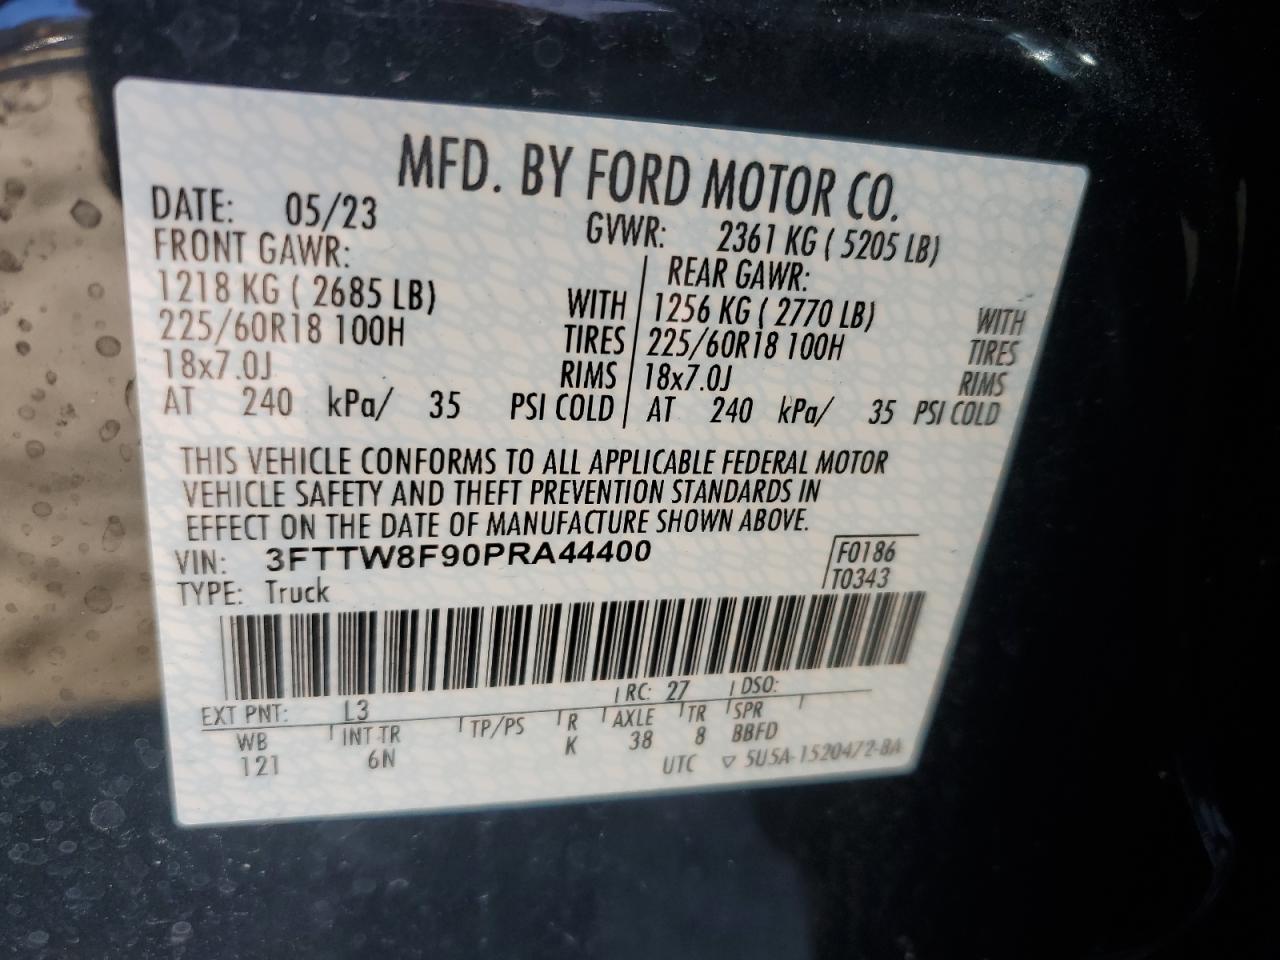 MFD. BY FORD MOTOR CO.
DATE: 05/23 GVWR: 2361 KG ( 5205 LB)
FRONT GAWR: REAR GAWR:
1218 KG ( 2685 LB) WITH 1256 KG ( 2770 LB) WITH
225/60R18 100H TIRES 225/60R18 100H TIRES
18x7.0J RIMS 18x7.0J RIMS
AT 240 kPa/ 35 PSI COLD AT 240 kPa/ 35 PSI COLD
THIS VEHICLE CONFORMS TO ALL APPLICABLE FEDERAL MOTOR
VEHICLE SAFETY AND THEFT PREVENTION STANDARDS IN
EFFECT ON THE DATE OF MANUFACTURE SHOWN ABOVE.
VIN: 3FTTW8F90PRA44400 F0186
TYPE: Truck T0343
EXT PNT: L3 RC: 27 DSO:
WB INT TR TP/PS R AXLE TR SPR
121 6N K 38 8 BBFD
UTC ▽ 5U5A-1520472-BA